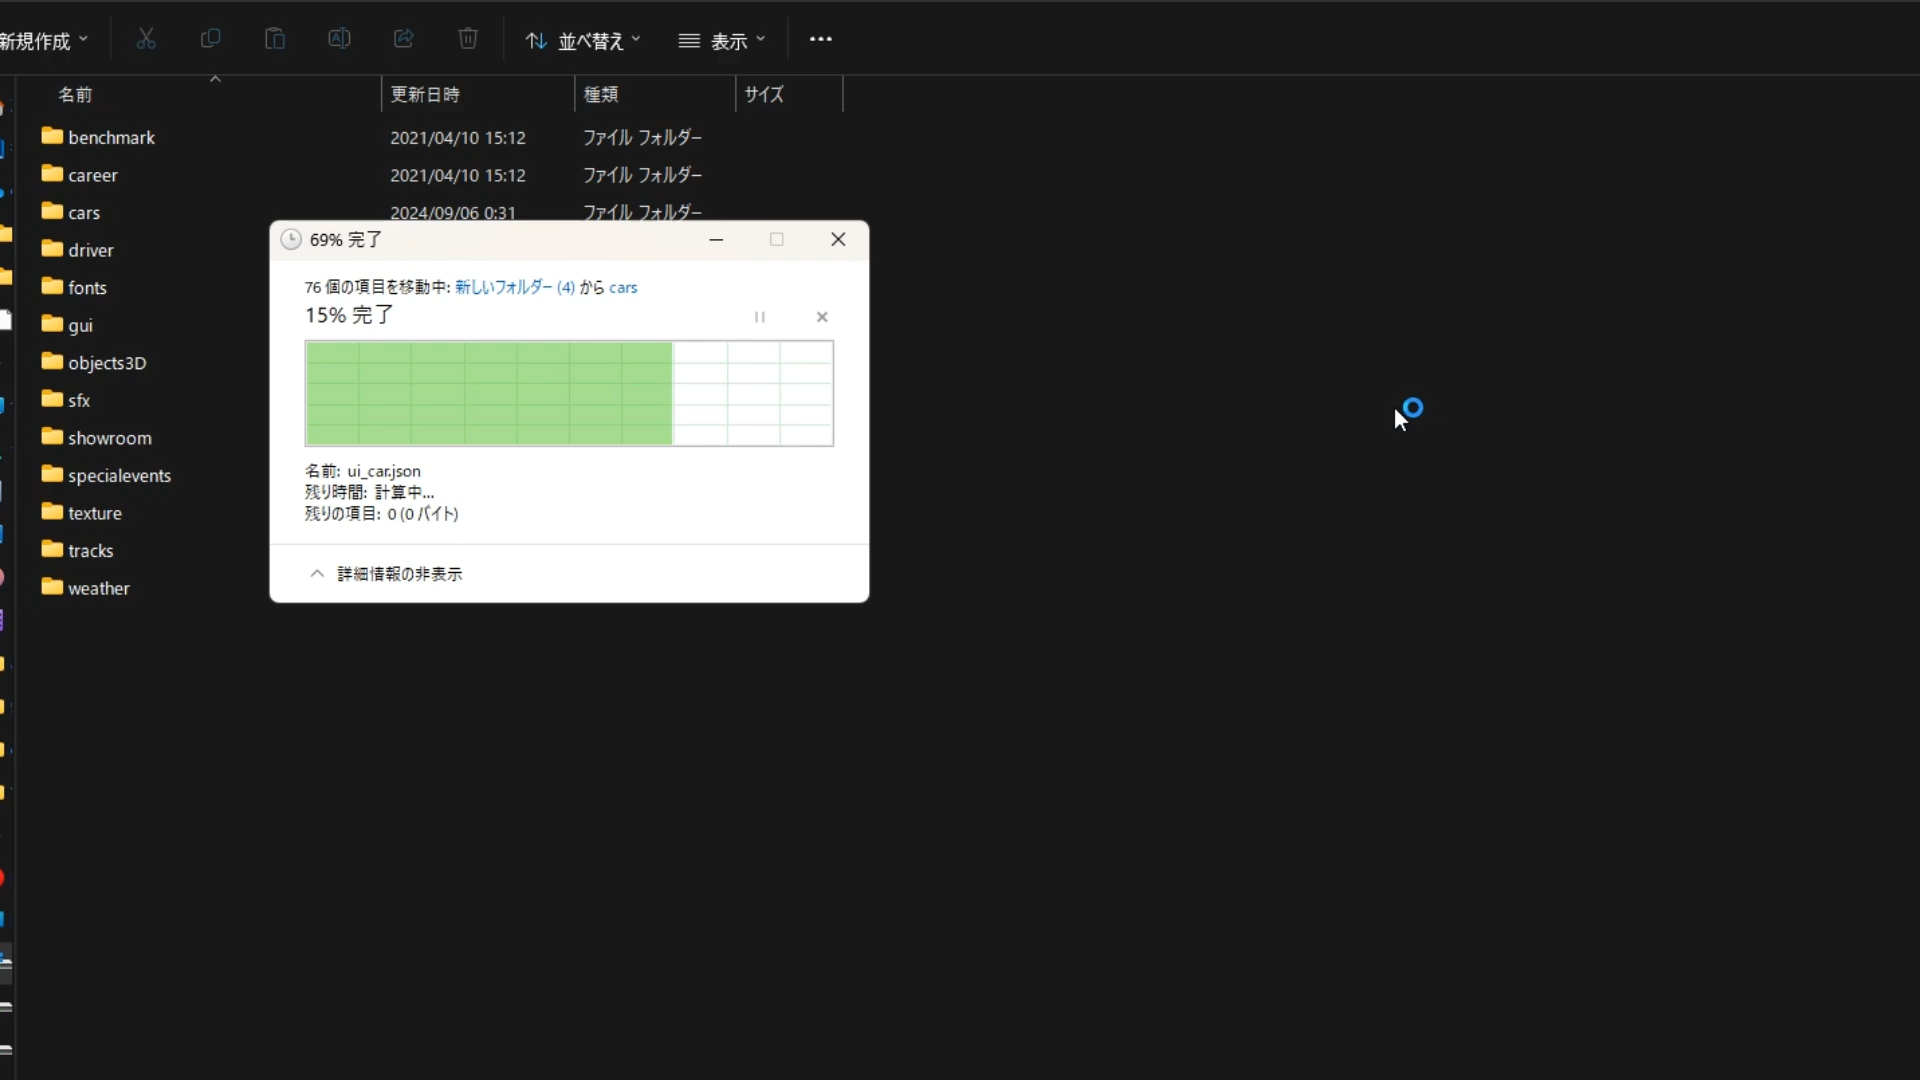 新規作成
並べ替え
表示
名前 更新日時 種類 サイズ
benchmark 2021/04/10 15:12 ファイル フォルダー
career 2021/04/10 15:12 ファイル フォルダー
cars 2024/09/06 0:31 ファイル フォルダー
driver
fonts
gui
objects3D
sfx
showroom
specialevents
texture
tracks
weather
69% 完了
76 個の項目を移動中: 新しいフォルダー (4) から cars
15% 完了
名前: ui_car.json
残り時間: 計算中...
残りの項目: 0 (0 バイト)
詳細情報の非表示